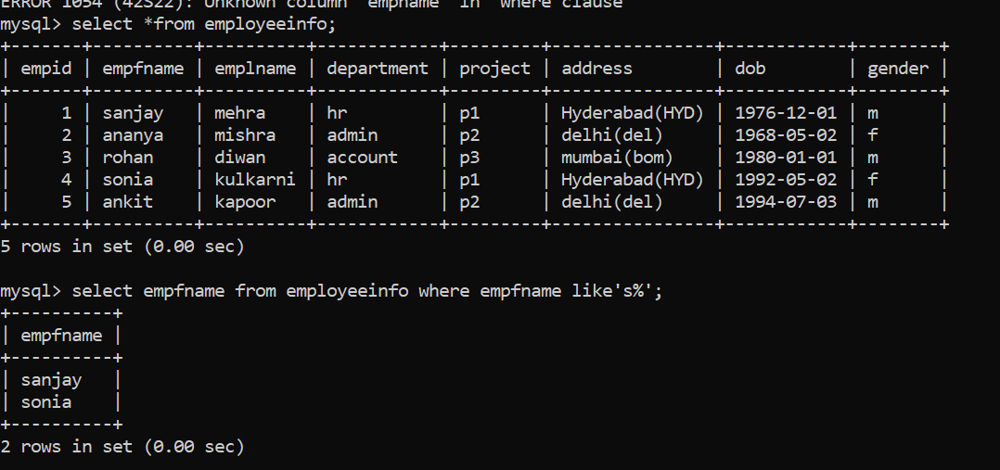 ERROR 1054 (42S22): Unknown column 'empname' in 'where clause'
mysql> select *from employeeinfo;
+-------+----------+----------+------------+---------+----------------+------------+--------+
| empid | empfname | emplname | department | project | address        | dob        | gender |
+-------+----------+----------+------------+---------+----------------+------------+--------+
|     1 | sanjay   | mehra    | hr         | p1      | Hyderabad(HYD) | 1976-12-01 | m      |
|     2 | ananya   | mishra   | admin      | p2      | delhi(del)     | 1968-05-02 | f      |
|     3 | rohan    | diwan    | account    | p3      | mumbai(bom)    | 1980-01-01 | m      |
|     4 | sonia    | kulkarni | hr         | p1      | Hyderabad(HYD) | 1992-05-02 | f      |
|     5 | ankit    | kapoor   | admin      | p2      | delhi(del)     | 1994-07-03 | m      |
+-------+----------+----------+------------+---------+----------------+------------+--------+
5 rows in set (0.00 sec)
mysql> select empfname from employeeinfo where empfname like's%';
+----------+
| empfname |
+----------+
| sanjay   |
| sonia    |
+----------+
2 rows in set (0.00 sec)